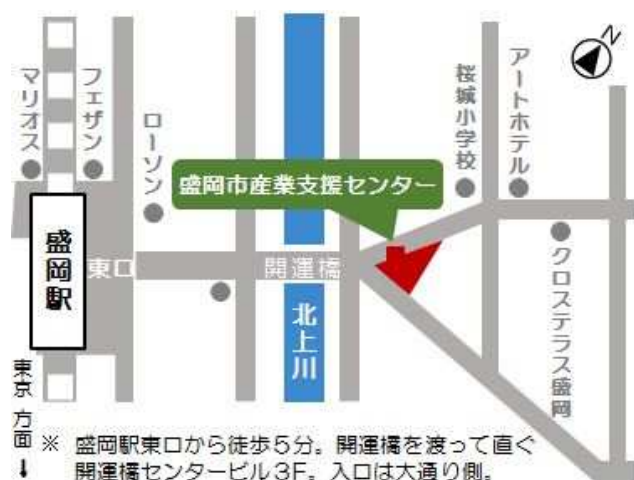 N
マリオス
フェザン
ローソン
桜城小学校
アートホテル
盛岡市産業支援センター
盛岡駅
東口
開運橋
北上川
クロステラス盛岡
東京方面
↓
※ 盛岡駅東口から徒歩5分。開運橋を渡って直ぐ
開運橋センタービル3F。入口は大通り側。